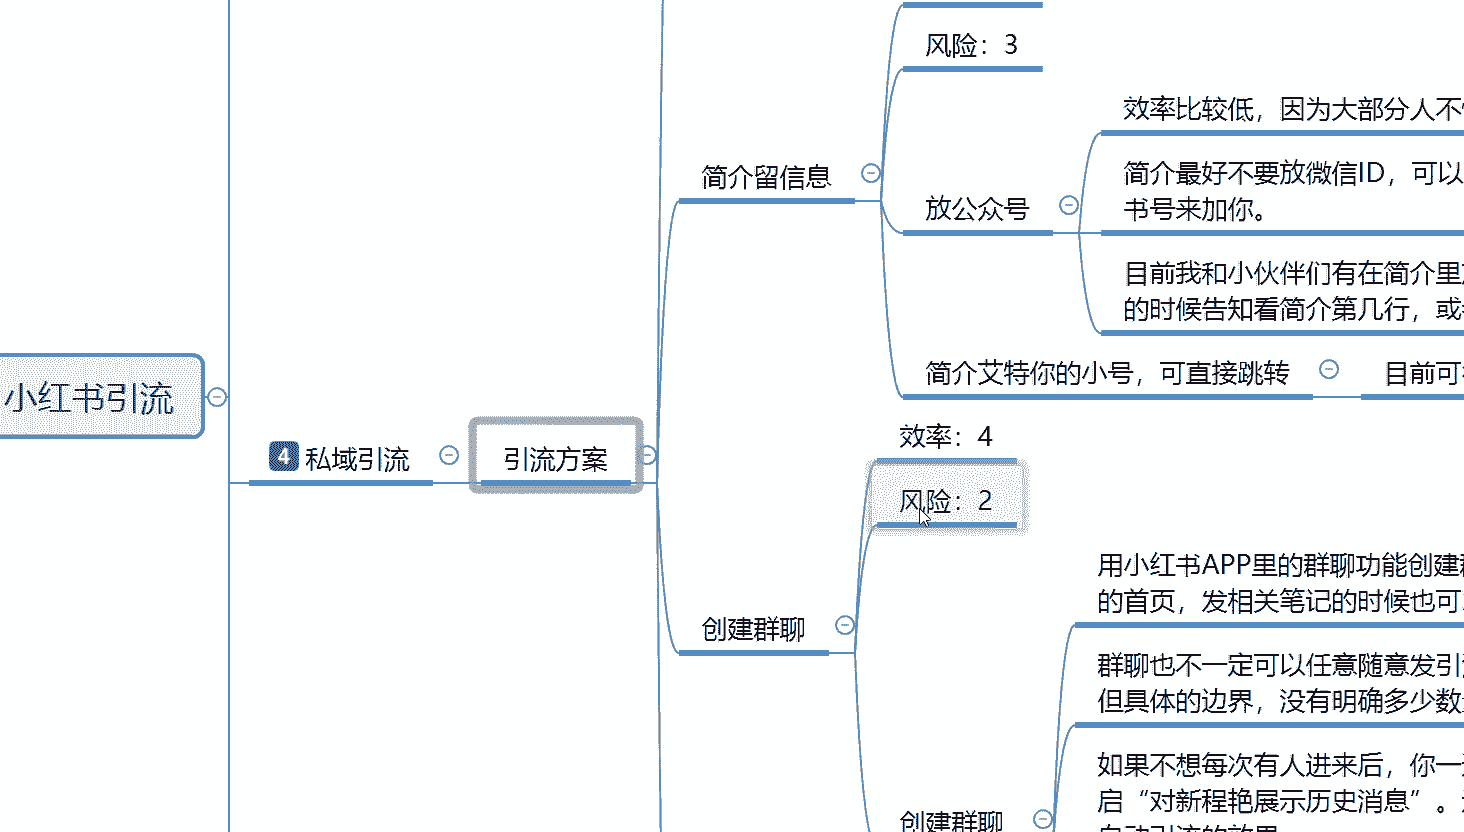 风险：3
效率比较低，因为大部分人不
简介最好不要放微信ID，可以
书号来加你。
简介留信息
放公众号
目前我和小伙伴们有在简介里
的时候告知看简介第几行，或
简介艾特你的小号，可直接跳转
目前可
小红书引流
4 私域引流
引流方案
效率：4
风险：2
创建群聊
用小红书APP里的群聊功能创建
的首页，发相关笔记的时候也可
群聊也不一定可以任意随意发引
但具体的边界，没有明确多少数
如果不想每次有人进来后，你一
启“对新程艳展示历史消息”。
创建群聊